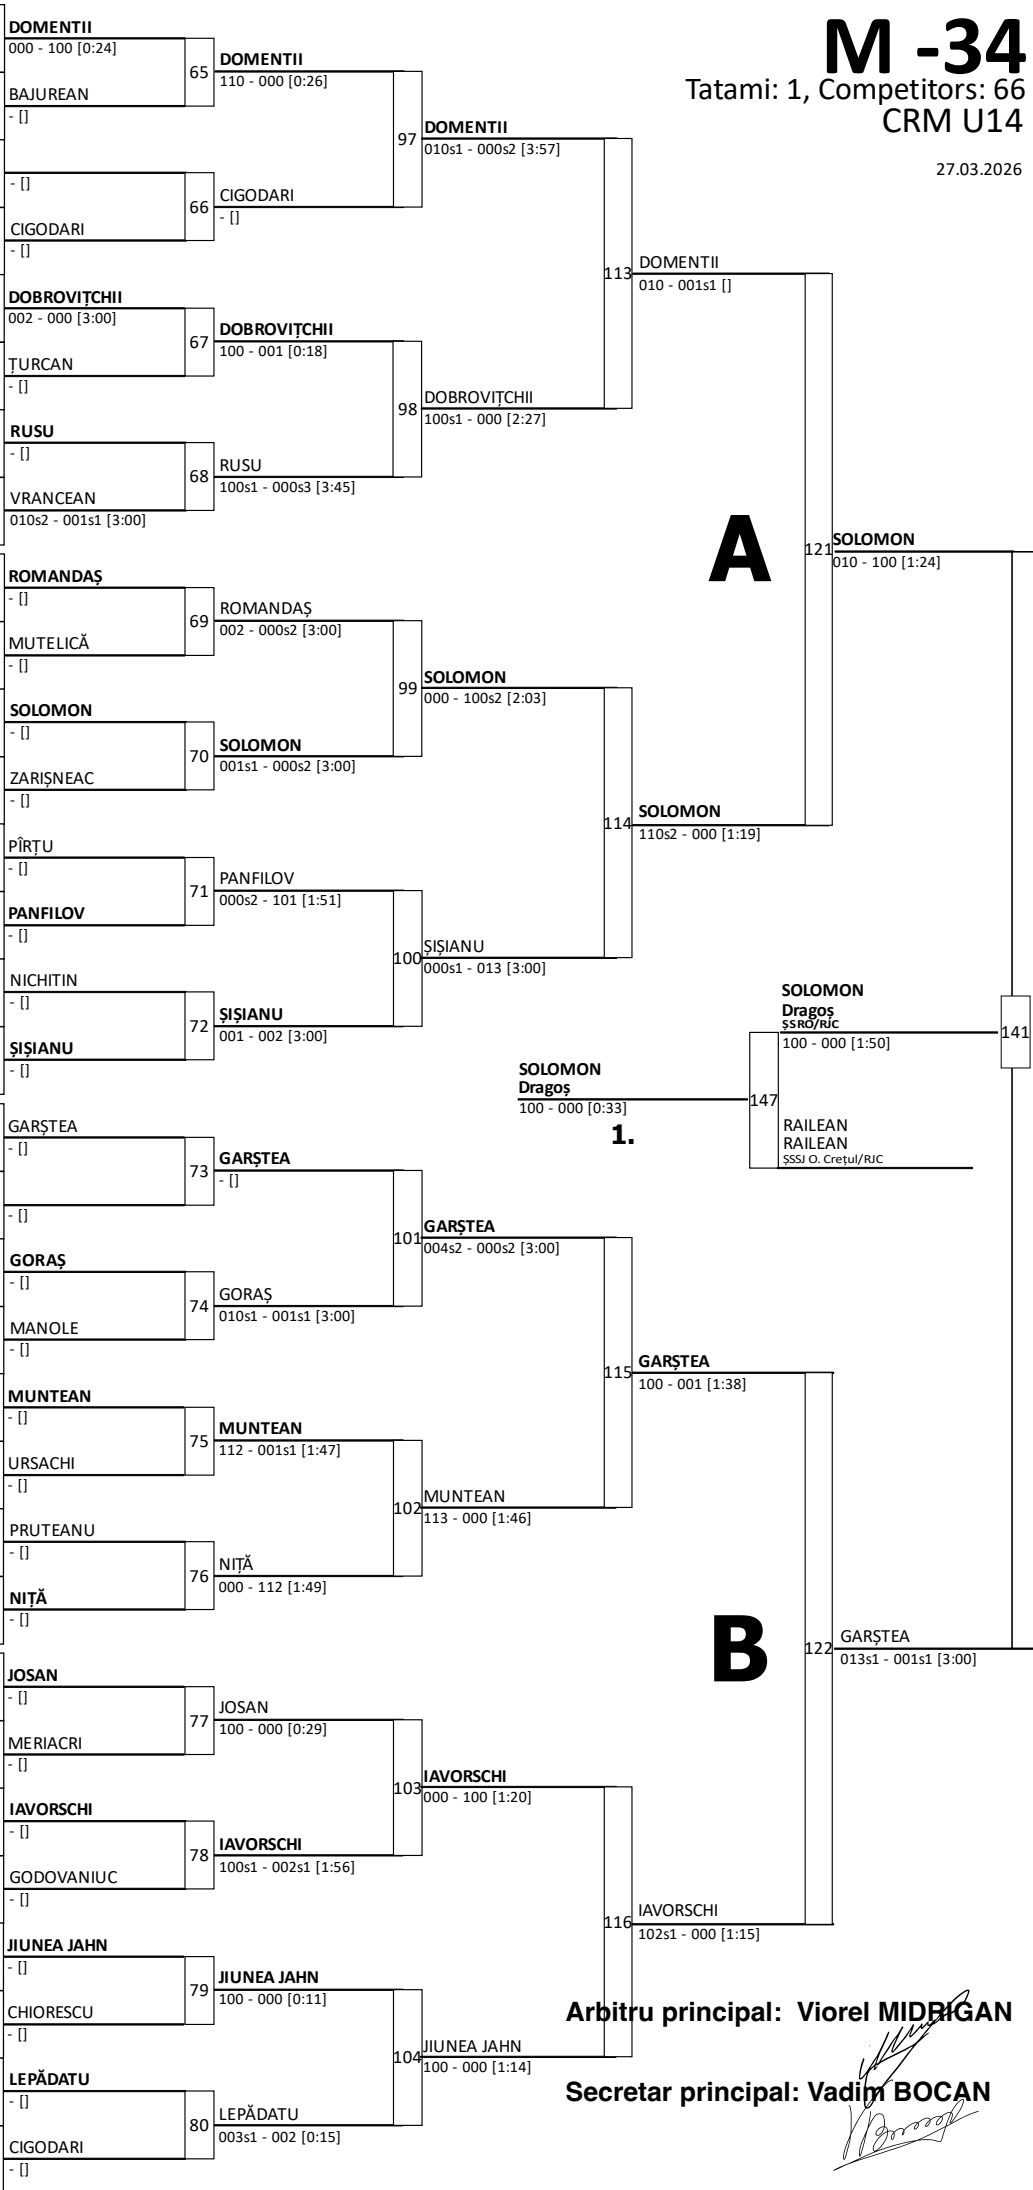 M -34
Tatami: 1, Competitors: 66
CRM U14
27.03.2026
DOMENTII
000 - 100 [0:24]
65
BAJUREAN
- []
DOMENTII
110 - 000 [0:26]
- []
66
CIGODARI
- []
CIGODARI
- []
97
DOMENTII
010s1 - 000s2 [3:57]
DOBROVIȚCHII
002 - 000 [3:00]
67
ȚURCAN
- []
DOBROVIȚCHII
100 - 001 [0:18]
RUSU
- []
68
VRANCEAN
010s2 - 001s1 [3:00]
RUSU
100s1 - 000s3 [3:45]
98
DOBROVIȚCHII
100s1 - 000 [2:27]
113
DOMENTII
010 - 001s1 []
A
121
SOLOMON
010 - 100 [1:24]
ROMANDAȘ
- []
69
MUTELICĂ
- []
ROMANDAȘ
002 - 000s2 [3:00]
SOLOMON
- []
70
ZARIȘNEAC
- []
SOLOMON
001s1 - 000s2 [3:00]
99
SOLOMON
000 - 100s2 [2:03]
PÎRȚU
- []
71
PANFILOV
- []
PANFILOV
000s2 - 101 [1:51]
NICHITIN
- []
72
ȘIȘIANU
- []
ȘIȘIANU
001 - 002 [3:00]
100
ȘIȘIANU
000s1 - 013 [3:00]
114
SOLOMON
110s2 - 000 [1:19]
SOLOMON
Dragoș
ȘSRO/RJC
100 - 000 [1:50]
141
SOLOMON
Dragoș
100 - 000 [0:33]
1.
147
RAILEAN
RAILEAN
ȘSSJ O. Crețul/RJC
GARȘTEA
- []
73
- []
GARȘTEA
- []
GORAȘ
- []
74
MANOLE
- []
GORAȘ
010s1 - 001s1 [3:00]
101
GARȘTEA
004s2 - 000s2 [3:00]
MUNTEAN
- []
75
URSACHI
- []
MUNTEAN
112 - 001s1 [1:47]
PRUTEANU
- []
76
NIȚĂ
- []
NIȚĂ
000 - 112 [1:49]
102
MUNTEAN
113 - 000 [1:46]
115
GARȘTEA
100 - 001 [1:38]
B
122
GARȘTEA
013s1 - 001s1 [3:00]
JOSAN
- []
77
MERIACRI
- []
JOSAN
100 - 000 [0:29]
IAVORSCHI
- []
78
GODOVANIUC
- []
IAVORSCHI
100s1 - 002s1 [1:56]
103
IAVORSCHI
000 - 100 [1:20]
JIUNEA JAHN
- []
79
CHIORESCU
- []
JIUNEA JAHN
100 - 000 [0:11]
LEPĂDATU
- []
80
CIGODARI
- []
LEPĂDATU
003s1 - 002 [0:15]
104
JIUNEA JAHN
100 - 000 [1:14]
116
IAVORSCHI
102s1 - 000 [1:15]
Arbitru principal: Viorel MIDRIGAN
Secretar principal: Vadim BOCAN